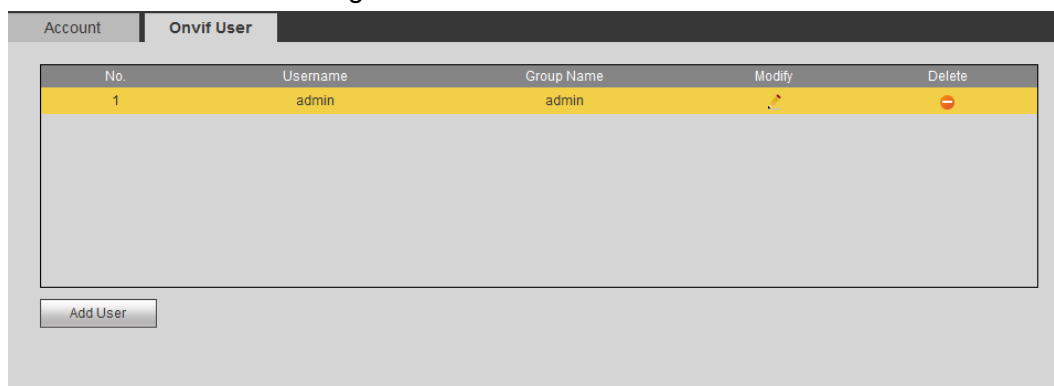 Account Onvif User
No. Username Group Name Modify Delete
1 admin admin
Add User